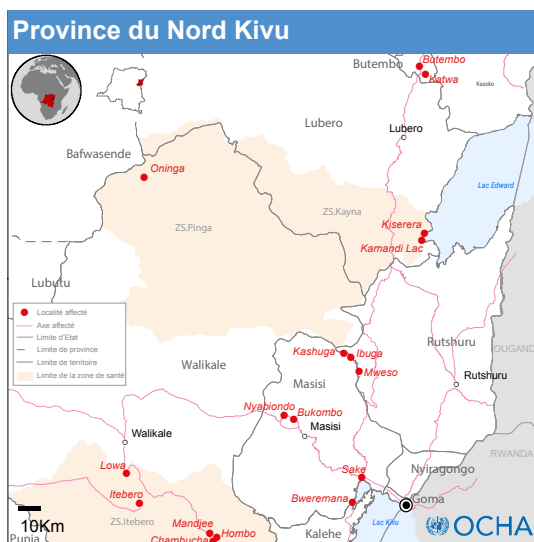 Province du Nord Kivu
Butembo
Butembo
Katwa
Kasoko
Lubero
Lubero
Bafwasende
Oninga
Lac Edward
ZS.Kayna
ZS.Pinga
Kiserera
Kamandi Lac
Lubutu
Localité affecté
Axe affecté
Limite d'Etat
Limite de province
Limite de territoire
Limite de la zone de santé
Kashuga
Ibuga
Mweso
Rutshuru
OUGAND
Walikale
Masisi
Rutshuru
Nyabiondo
Bukombo
Masisi
Walikale
RWANDA
Lowa
Sake
Nyiragongo
Itebero
Bweremana
Goma
10Km
ZS.Itebero
Mandjee
Hombo
Lac Kivu
OCHA
Punia
Chambucha
Kalehe